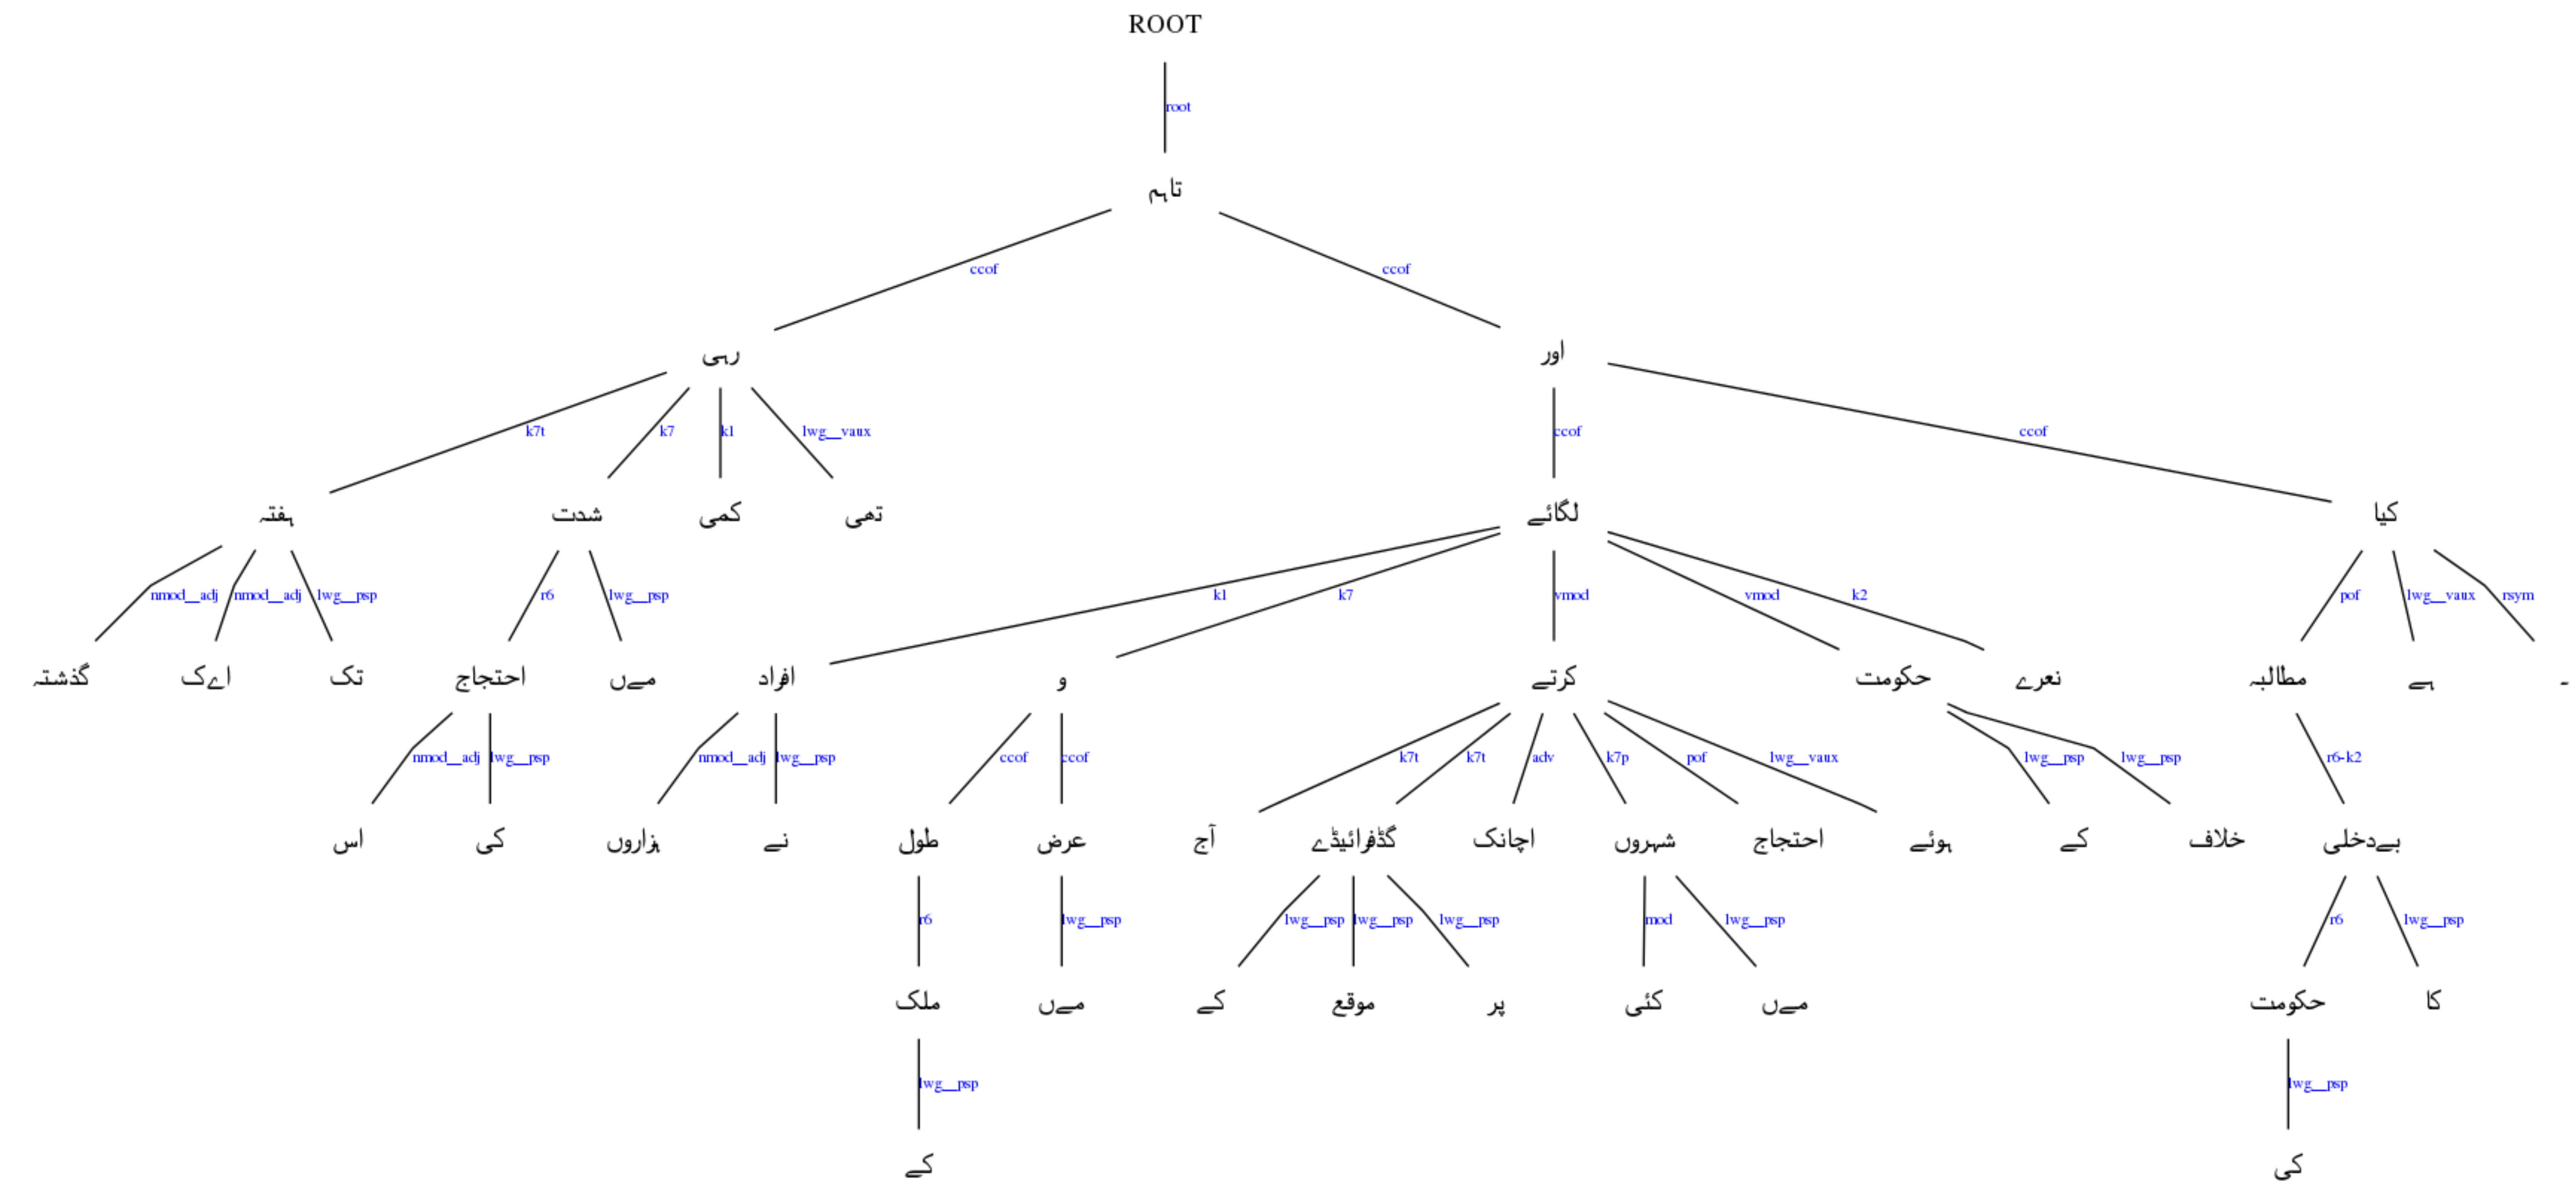 ROOT
root
تاہم
ccof ccof
رہی اور
k7t k7 k1 lwg__vaux ccof ccof
ہفتہ شدت کمی تھی لگائے کیا
nmod__adj nmod__adj lwg__psp r6 lwg__psp k1 k7 vmod vmod k2 pof lwg__vaux rsym
گذشتہ اےک تک احتجاج مےں افراد و کرتے حکومت نعرے مطالبہ ہے ۔
nmod__adj lwg__psp nmod__adj lwg__psp ccof ccof k7t k7t adv k7p pof lwg__vaux lwg__psp lwg__psp r6-k2
اس کی ہزاروں نے طول عرض آج گڈفرائیڈے اچانک شہروں احتجاج ہوئے کے خلاف بےدخلی
r6 lwg__psp lwg__psp lwg__psp lwg__psp mod lwg__psp r6 lwg__psp
ملک مےں کے موقع پر کئی مےں حکومت کا
lwg__psp lwg__psp
کے کی